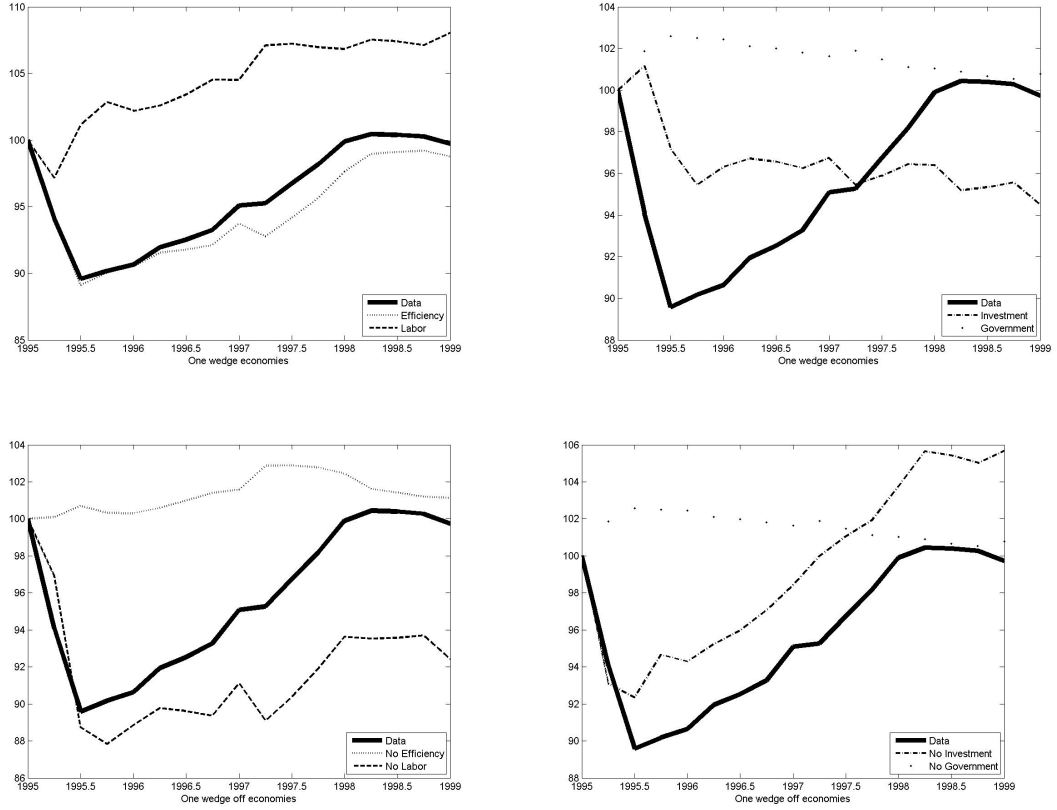 110
105
100
95
90
85
1995 1995.5 1996 1996.5 1997 1997.5 1998 1998.5 1999
One wedge economies
Data
Efficiency
Labor
104
102
100
98
96
94
92
90
88
1995 1995.5 1996 1996.5 1997 1997.5 1998 1998.5 1999
One wedge economies
Data
Investment
Government
104
102
100
98
96
94
92
90
88
86
1995 1995.5 1996 1996.5 1997 1997.5 1998 1998.5 1999
One wedge off economies
Data
No Efficiency
No Labor
106
104
102
100
98
96
94
92
90
88
1995 1995.5 1996 1996.5 1997 1997.5 1998 1998.5 1999
One wedge off economies
Data
No Investment
No Government